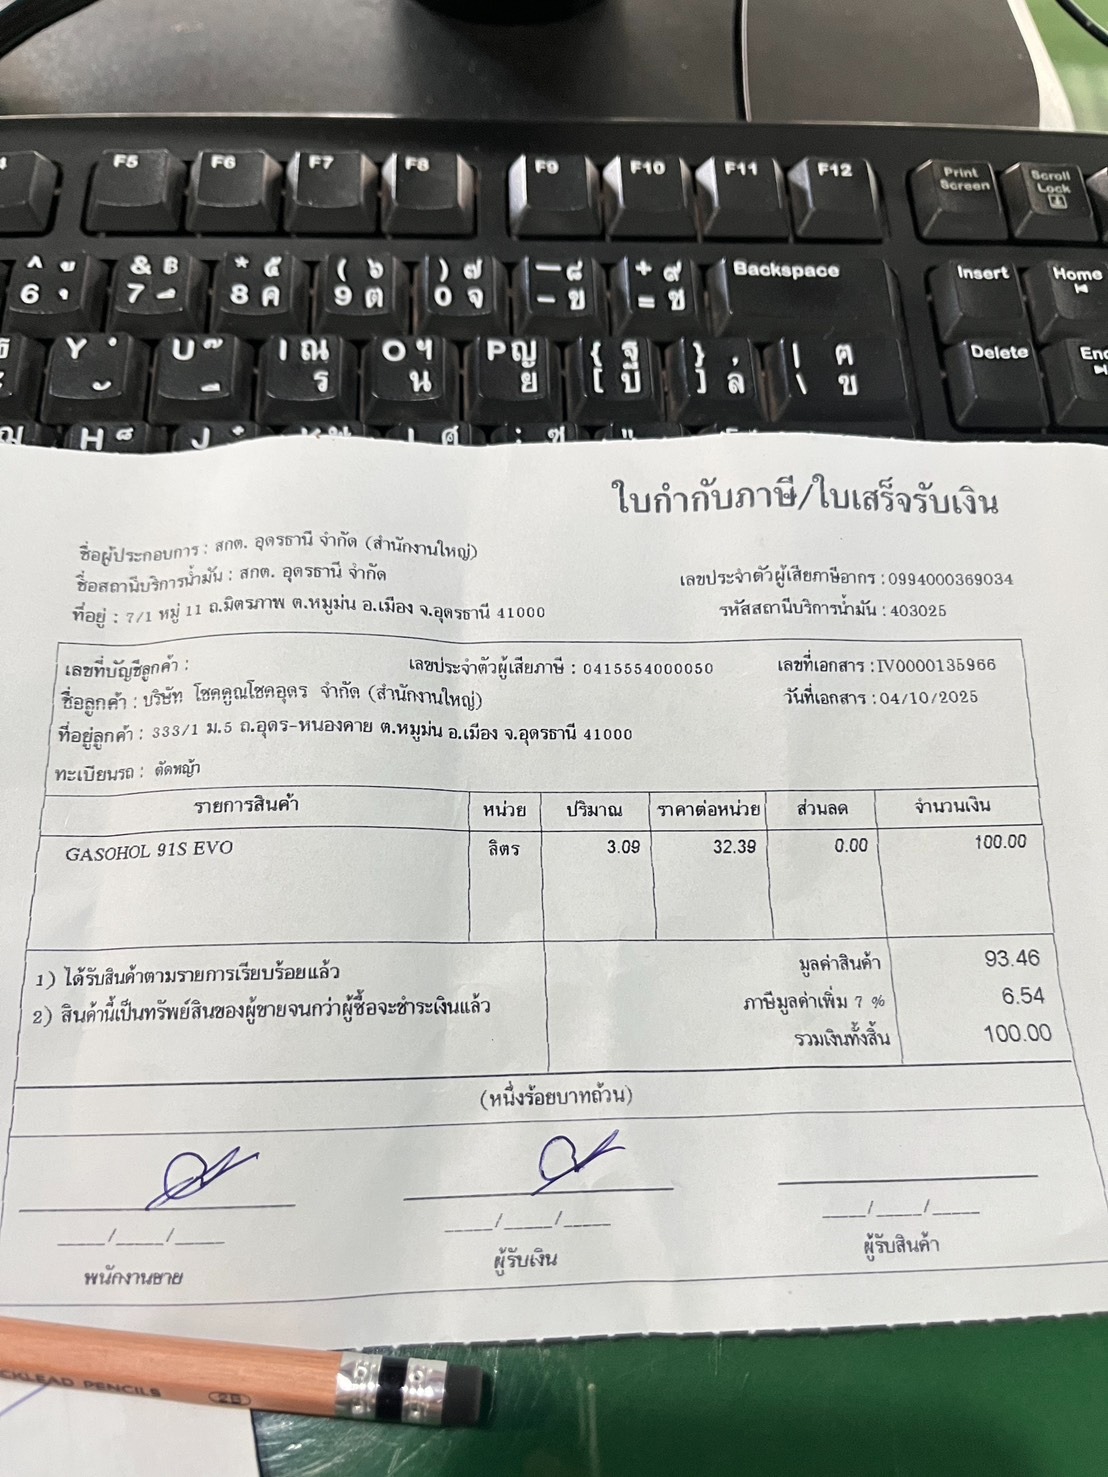 F5 F6 F7 F8 F9 F10 F11 F12 Print Screen Scroll Lock
Backspace Insert Home
Delete
ใบกำกับภาษี/ใบเสร็จรับเงิน
ชื่อผู้ประกอบการ : สกต. อุดรธานี จำกัด (สำนักงานใหญ่)
ชื่อสถานีบริการน้ำมัน : สกต. อุดรธานี จำกัด
เลขประจำตัวผู้เสียภาษีอากร : 0994000369034
ที่อยู่ : 7/1 หมู่ 11 ถ.มิตรภาพ ต.หมูม่น อ.เมือง จ.อุดรธานี 41000
รหัสสถานีบริการน้ำมัน : 403025
เลขที่บัญชีลูกค้า : เลขประจำตัวผู้เสียภาษี : 0415554000050 เลขที่เอกสาร : IV0000135966
ชื่อลูกค้า : บริษัท โชคคูณโชคอุดร จำกัด (สำนักงานใหญ่) วันที่เอกสาร : 04/10/2025
ที่อยู่ลูกค้า : 333/1 ม.5 ถ.อุดร-หนองคาย ต.หมูม่น อ.เมือง จ.อุดรธานี 41000
ทะเบียนรถ : ตัดหญ้า
รายการสินค้า หน่วย ปริมาณ ราคาต่อหน่วย ส่วนลด จำนวนเงิน
GASOHOL 91S EVO ลิตร 3.09 32.39 0.00 100.00
1) ได้รับสินค้าตามรายการเรียบร้อยแล้ว มูลค่าสินค้า 93.46
2) สินค้านี้เป็นทรัพย์สินของผู้ขายจนกว่าผู้ซื้อจะชำระเงินแล้ว ภาษีมูลค่าเพิ่ม 7 % 6.54
รวมเงินทั้งสิ้น 100.00
(หนึ่งร้อยบาทถ้วน)
____/____/____ ____/____/____ ____/____/____
พนักงานขาย ผู้รับเงิน ผู้รับสินค้า
PENCILS 2B